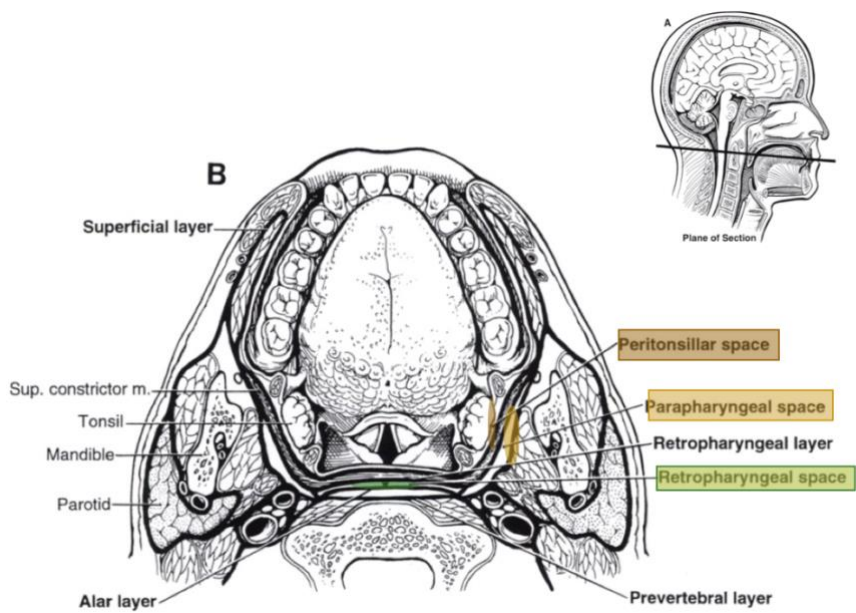 A
Plane of Section
B
Superficial layer
Sup. constrictor m.
Tonsil
Mandible
Parotid
Alar layer
Peritonsillar space
Parapharyngeal space
Retropharyngeal layer
Retropharyngeal space
Prevertebral layer